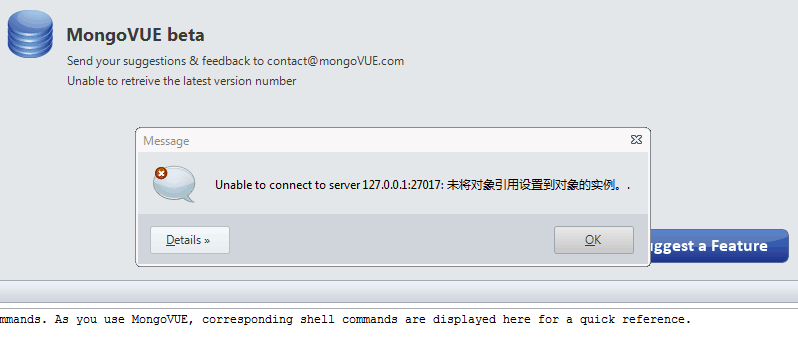 MongoVUE beta
Send your suggestions & feedback to contact@mongoVUE.com
Unable to retreive the latest version number
Message
Unable to connect to server 127.0.0.1:27017: 未将对象引用设置到对象的实例。.
Details »
OK
uggest a Feature
mmands. As you use MongoVUE, corresponding shell commands are displayed here for a quick reference.